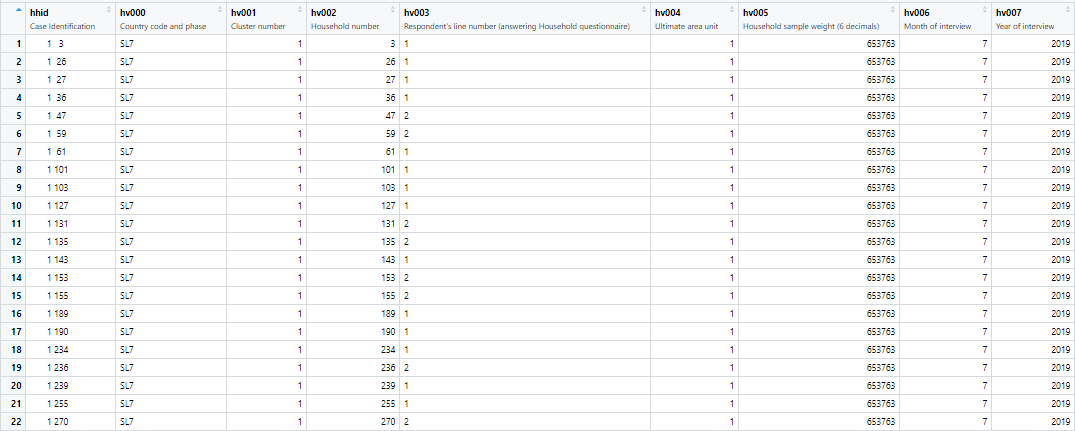 hhid hv000 hv001 hv002 hv003 hv004 hv005 hv006 hv007
Case Identification Country code and phase Cluster number Household number Respondent's line number (answering Household questionnaire) Ultimate area unit Household sample weight (6 decimals) Month of interview Year of interview
1 1 3 SL7 1 3 1 1 653763 7 2019
2 1 26 SL7 1 26 1 1 653763 7 2019
3 1 27 SL7 1 27 1 1 653763 7 2019
4 1 36 SL7 1 36 1 1 653763 7 2019
5 1 47 SL7 1 47 2 1 653763 7 2019
6 1 59 SL7 1 59 2 1 653763 7 2019
7 1 61 SL7 1 61 1 1 653763 7 2019
8 1 101 SL7 1 101 1 1 653763 7 2019
9 1 103 SL7 1 103 1 1 653763 7 2019
10 1 127 SL7 1 127 1 1 653763 7 2019
11 1 131 SL7 1 131 2 1 653763 7 2019
12 1 135 SL7 1 135 2 1 653763 7 2019
13 1 143 SL7 1 143 1 1 653763 7 2019
14 1 153 SL7 1 153 2 1 653763 7 2019
15 1 155 SL7 1 155 2 1 653763 7 2019
16 1 189 SL7 1 189 1 1 653763 7 2019
17 1 190 SL7 1 190 1 1 653763 7 2019
18 1 234 SL7 1 234 1 1 653763 7 2019
19 1 236 SL7 1 236 2 1 653763 7 2019
20 1 239 SL7 1 239 1 1 653763 7 2019
21 1 255 SL7 1 255 1 1 653763 7 2019
22 1 270 SL7 1 270 2 1 653763 7 2019